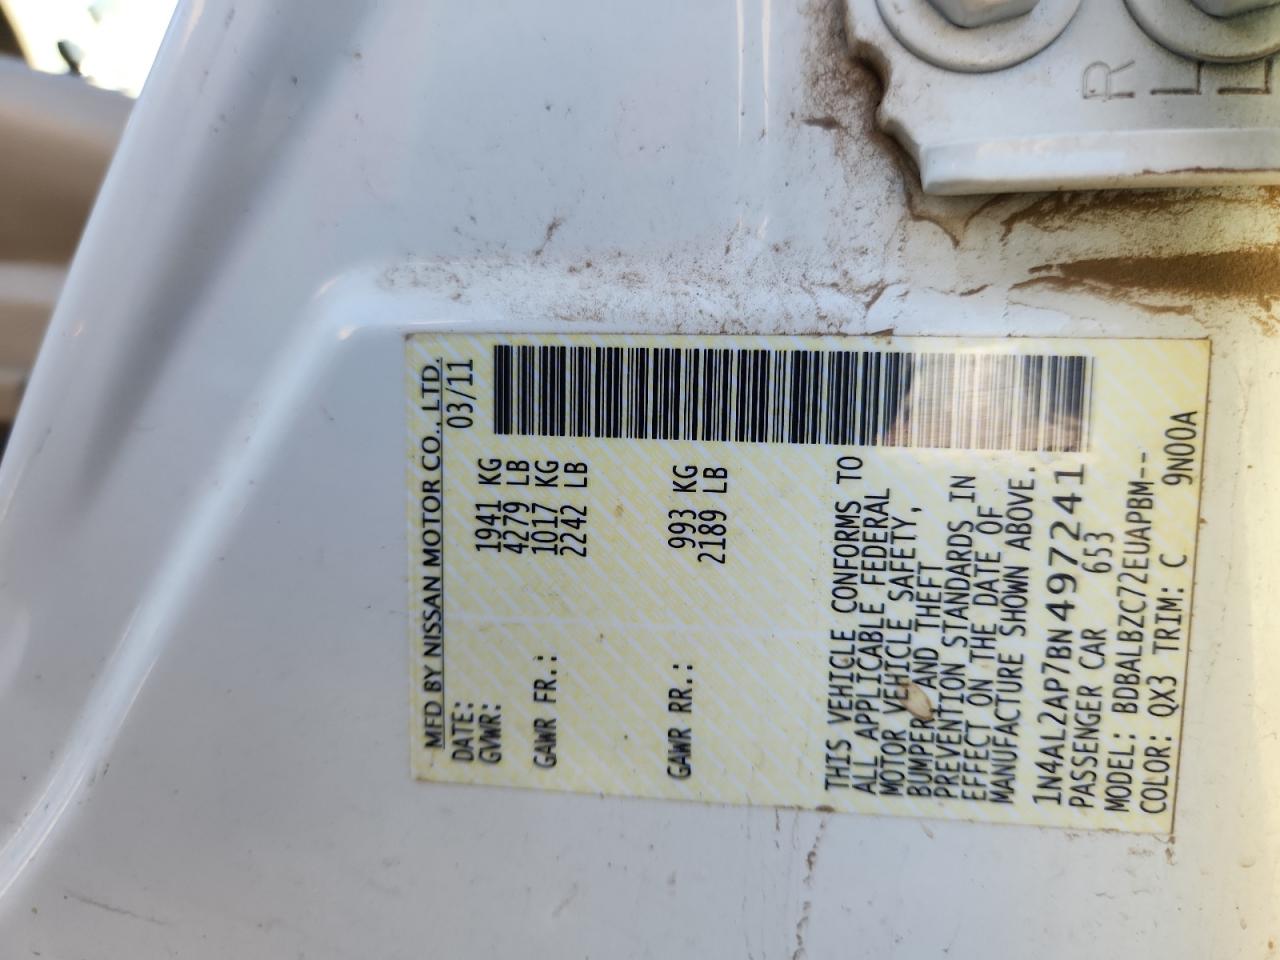 MFD BY NISSAN MOTOR CO., LTD.
DATE: 03/11
GVWR: 1941 KG
4279 LB
GAWR FR.: 1017 KG
2242 LB
GAWR RR.: 993 KG
2189 LB
THIS VEHICLE CONFORMS TO
ALL APPLICABLE FEDERAL
MOTOR VEHICLE SAFETY,
BUMPER, AND THEFT
PREVENTION STANDARDS IN
EFFECT ON THE DATE OF
MANUFACTURE SHOWN ABOVE.
1N4AL2AP7BN497241
PASSENGER CAR 653
MODEL: BDBALBZC72EUAPBM--
COLOR: QX3 TRIM: C 9N00A
R